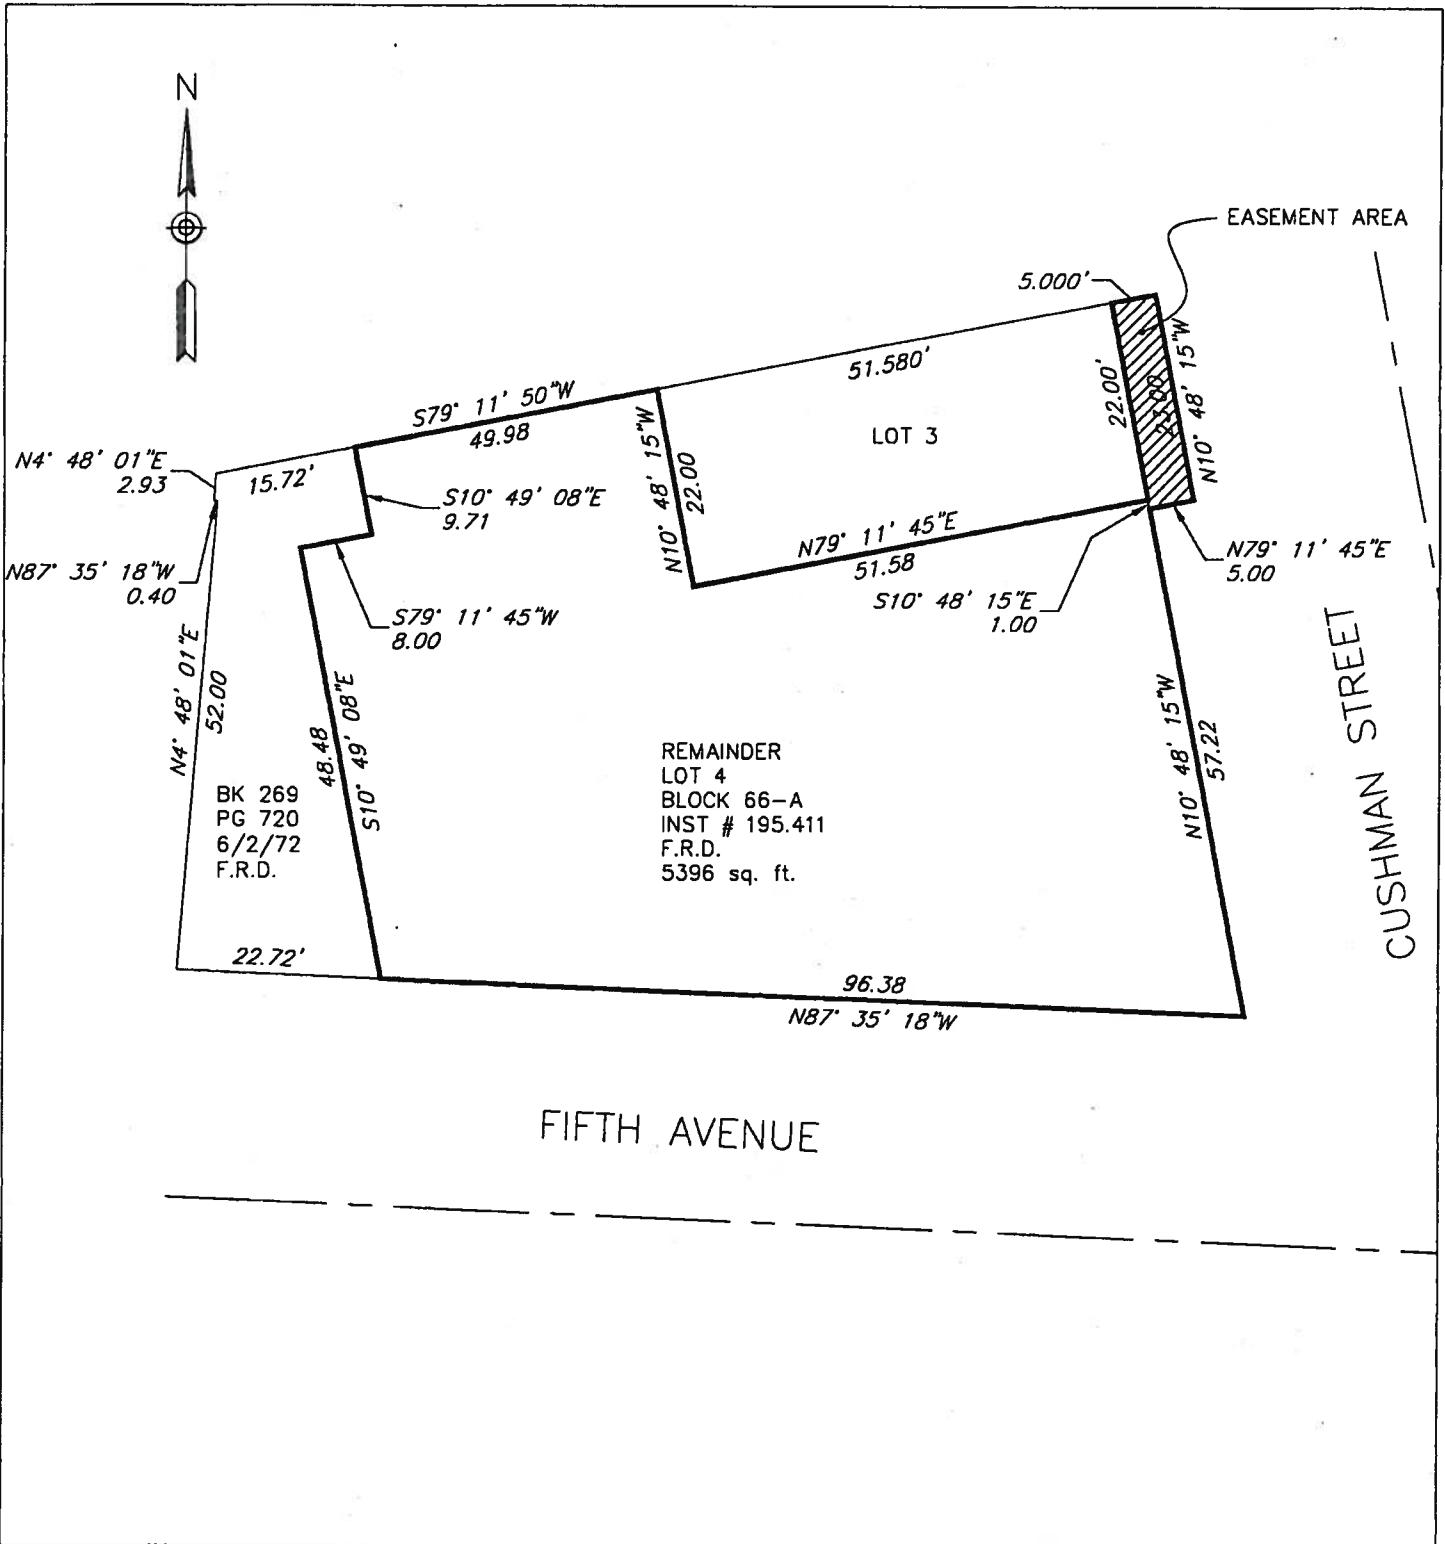 N
EASEMENT AREA
5.000'
51.580'
22.00'
23.00
N10° 48' 15"W
S79° 11' 50"W
49.98
LOT 3
N4° 48' 01"E
2.93
15.72'
N10° 48' 15"W
22.00
S10° 49' 08"E
9.71
N79° 11' 45"E
51.58
N79° 11' 45"E
5.00
N87° 35' 18"W
0.40
S10° 48' 15"E
1.00
S79° 11' 45"W
8.00
N4° 48' 01"E
52.00
48.48
S10° 49' 08"E
N10° 48' 15"W
57.22
CUSHMAN STREET
REMAINDER
LOT 4
BLOCK 66-A
INST # 195.411
F.R.D.
5396 sq. ft.
BK 269
PG 720
6/2/72
F.R.D.
22.72'
96.38
N87° 35' 18"W
FIFTH AVENUE